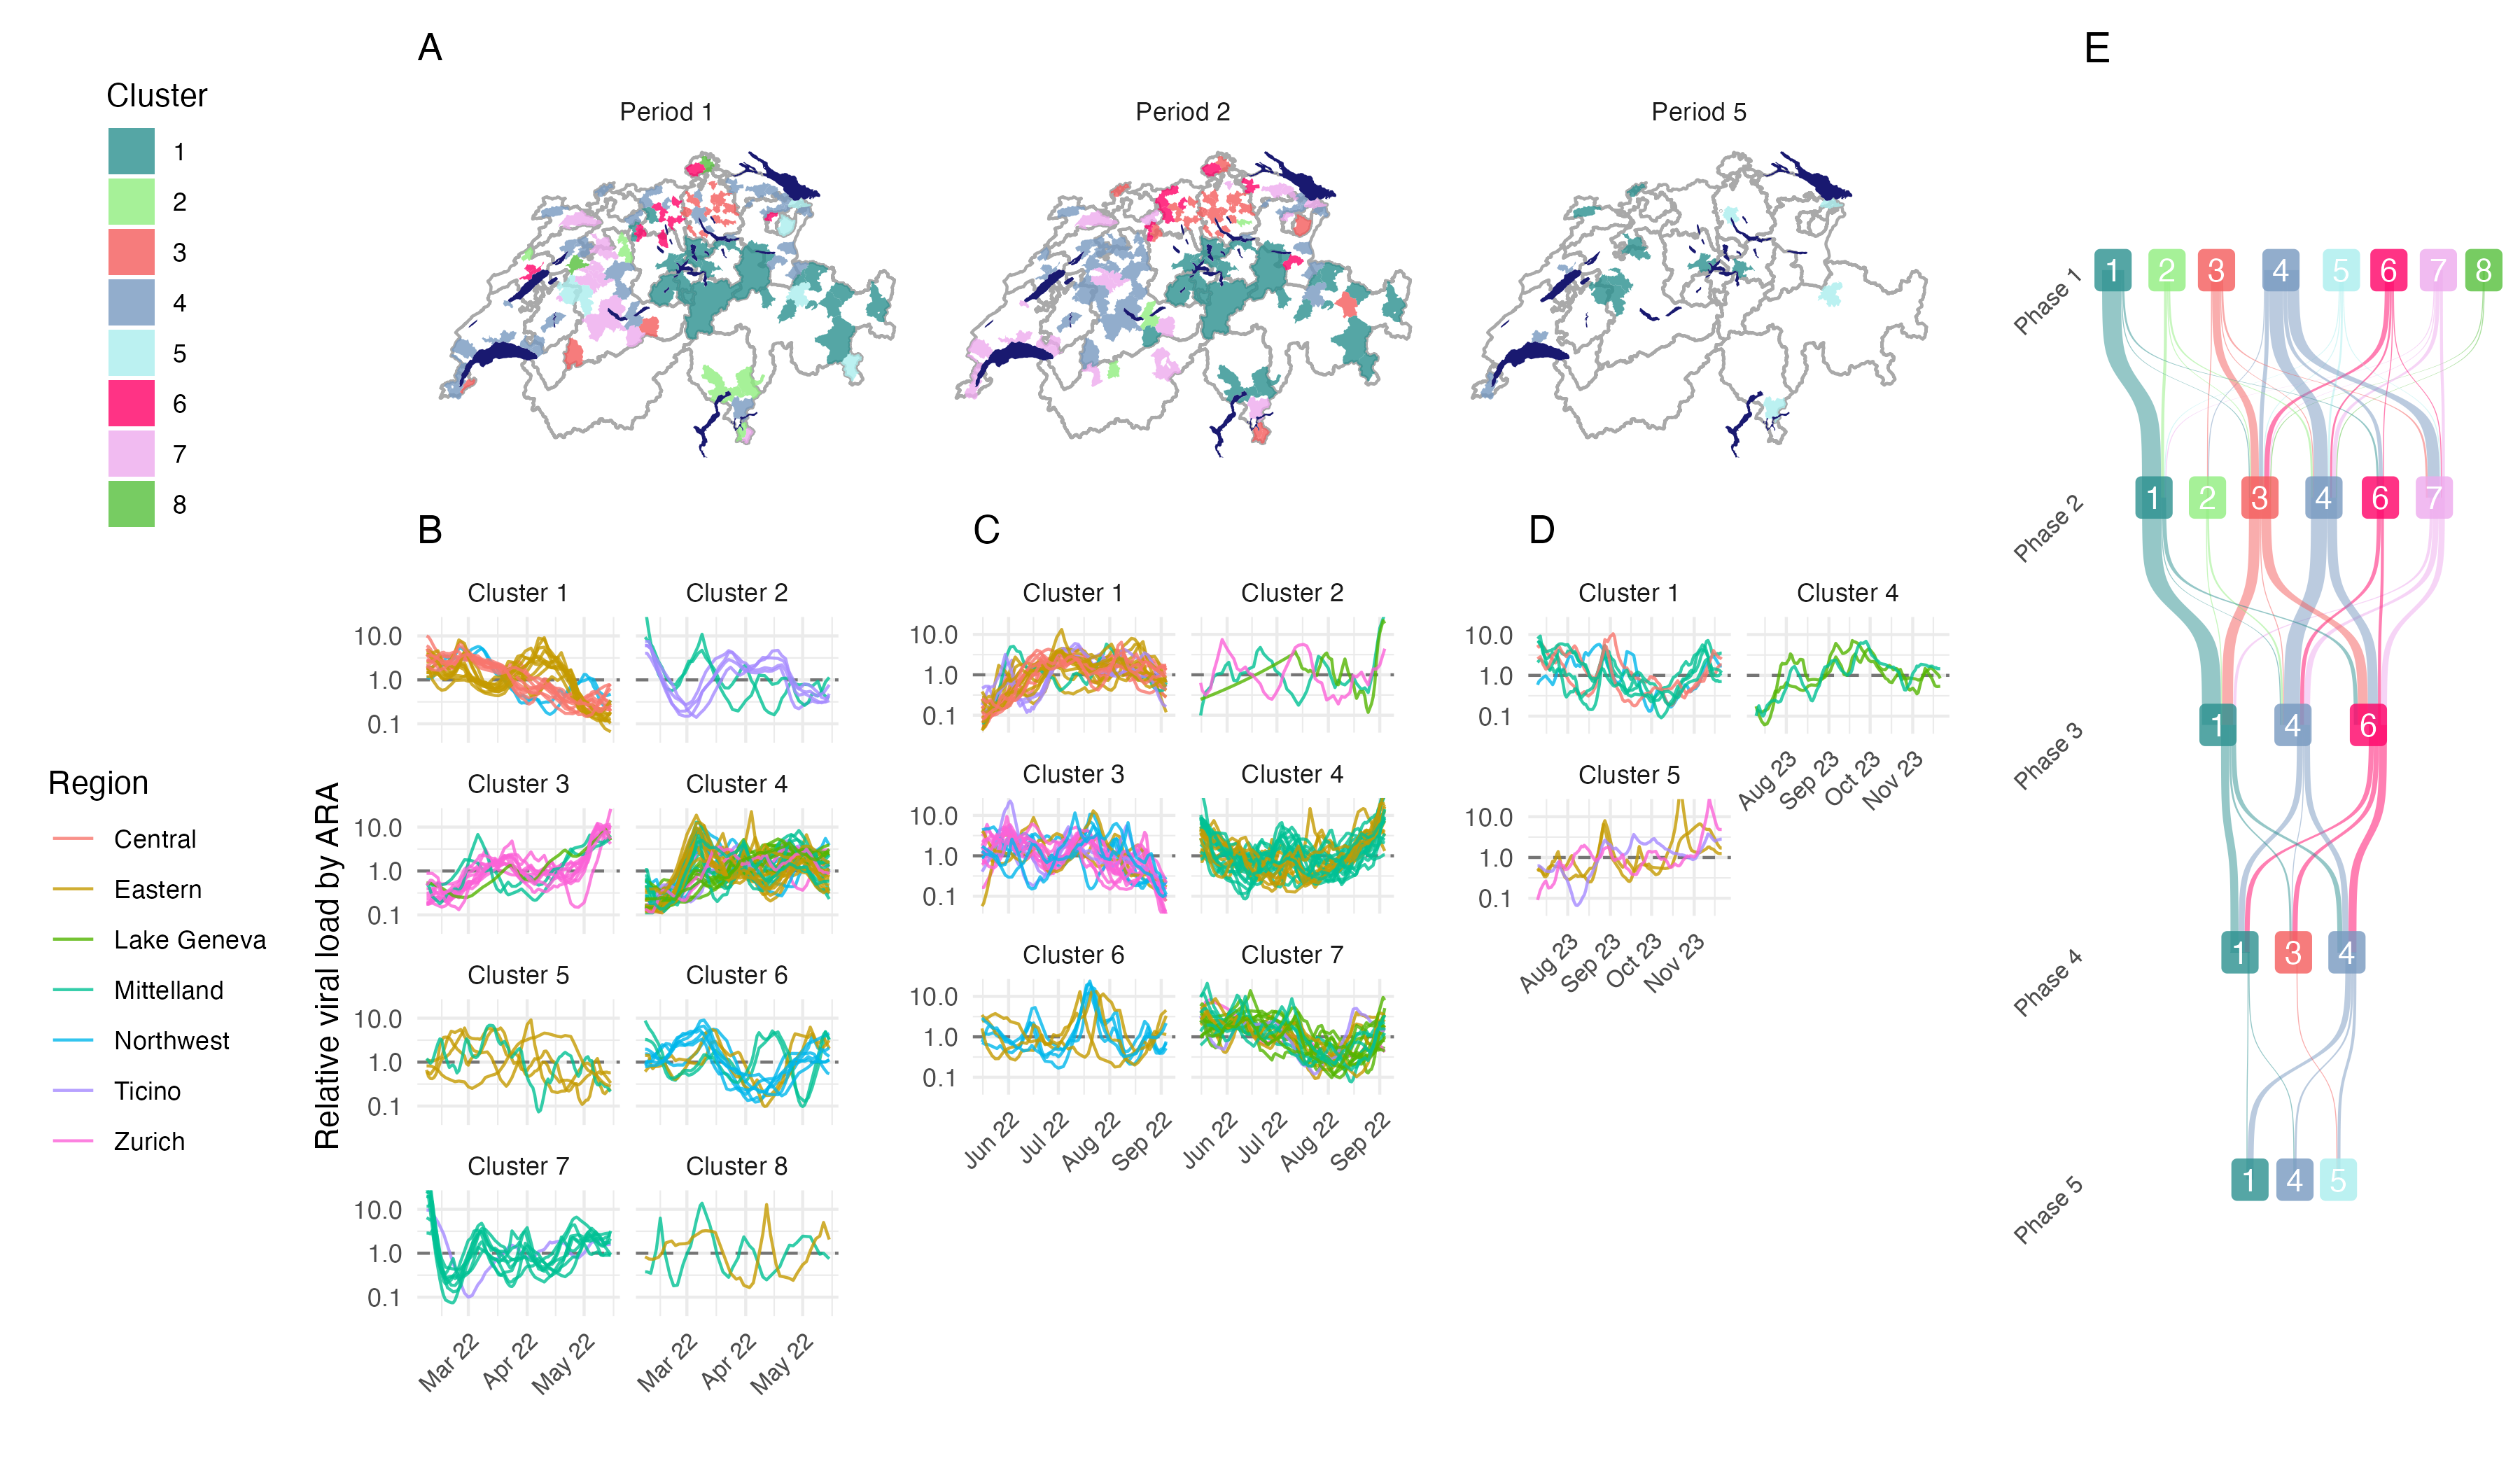 A
E
Cluster
1
2
3
4
5
6
7
8
Period 1
Period 2
Period 5
B
C
D
Cluster 1
Cluster 2
10.0
1.0
0.1
Cluster 3
Cluster 4
10.0
1.0
0.1
Cluster 5
Cluster 6
10.0
1.0
0.1
Cluster 7
Cluster 8
10.0
1.0
0.1
Mar 22
Apr 22
May 22
Mar 22
Apr 22
May 22
Relative viral load by ARA
Cluster 1
Cluster 2
10.0
1.0
0.1
Cluster 3
Cluster 4
10.0
1.0
0.1
Cluster 6
Cluster 7
10.0
1.0
0.1
Jun 22
Jul 22
Aug 22
Sep 22
Jun 22
Jul 22
Aug 22
Sep 22
Cluster 1
Cluster 4
10.0
1.0
0.1
Aug 23
Sep 23
Oct 23
Nov 23
Cluster 5
10.0
1.0
0.1
Aug 23
Sep 23
Oct 23
Nov 23
Region
Central
Eastern
Lake Geneva
Mittelland
Northwest
Ticino
Zurich
Phase 1
1 2 3 4 5 6 7 8
Phase 2
1 2 3 4 6 7
Phase 3
1 4 6
Phase 4
1 3 4
Phase 5
1 4 5